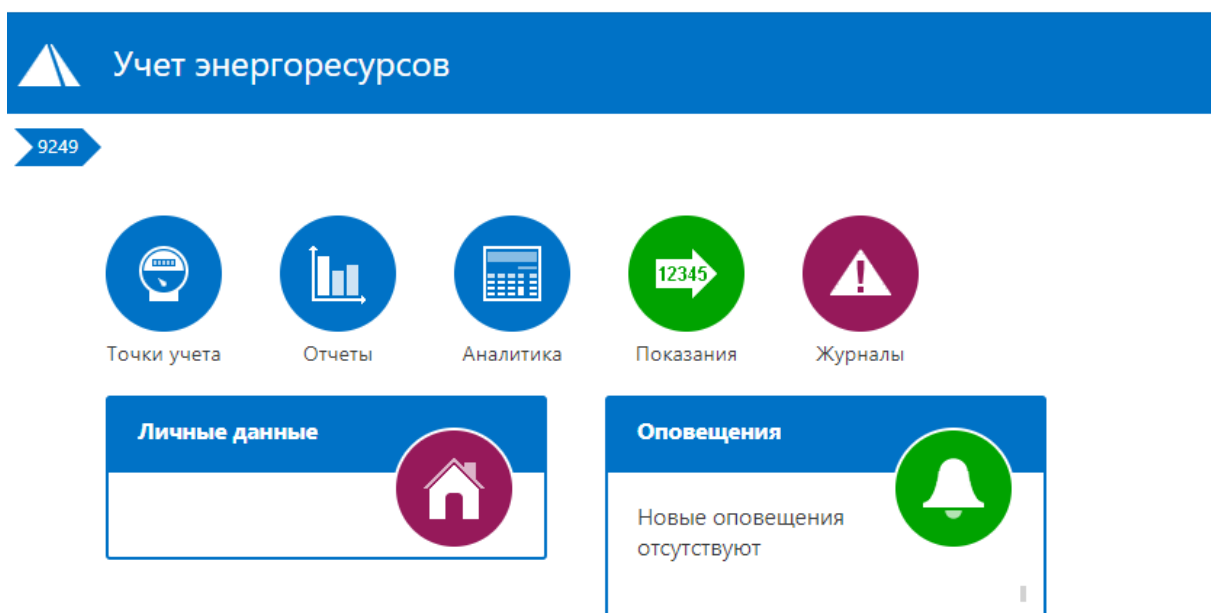 Учет энергоресурсов
9249
12345
Точки учета
Отчеты
Аналитика
Показания
Журналы
Личные данные
Оповещения
Новые оповещения
отсутствуют